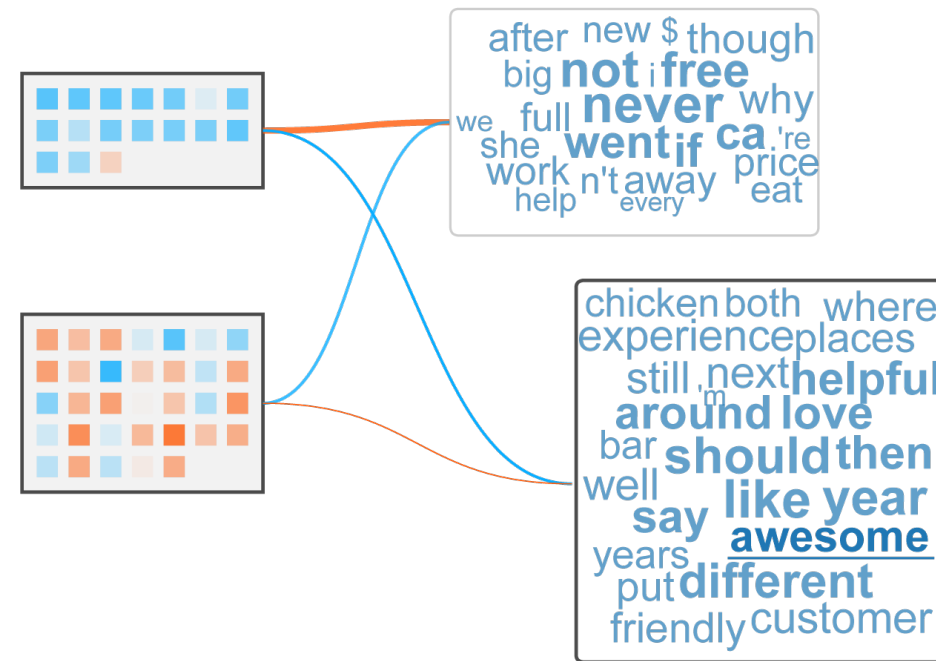 after new $ though
big not i free
never why
we full ca .'re
she went if
work n't away price
help every eat
chicken both where
experience places
still 'm next helpful
around love
bar should then
well like year
say
awesome
years
put different
friendly customer